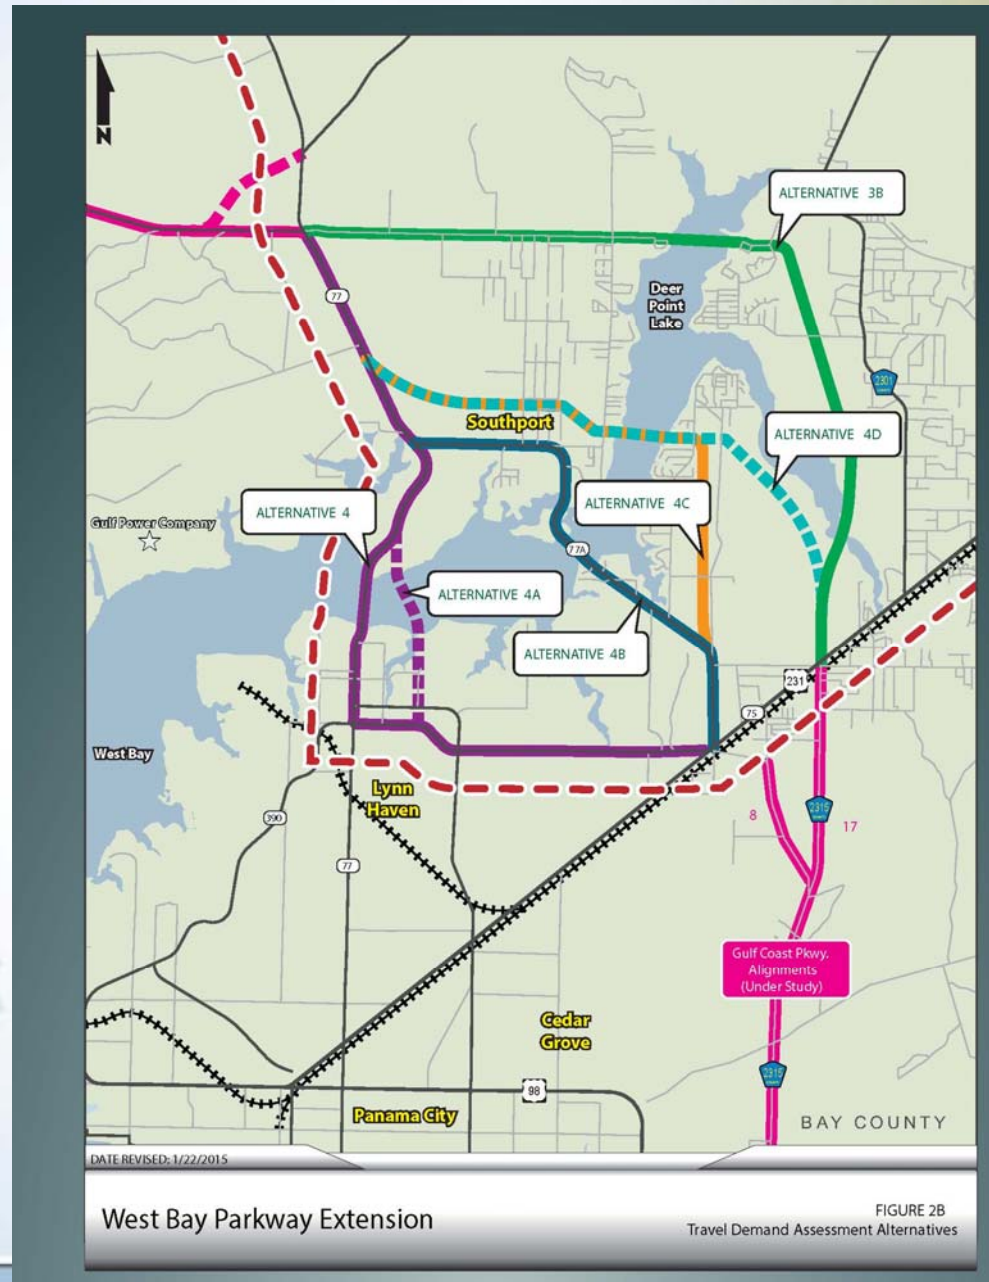 N
ALTERNATIVE 3B
77
Deer
Point
Lake
2301
Southport
ALTERNATIVE 4D
ALTERNATIVE 4
ALTERNATIVE 4C
Gulf Power Company
77A
ALTERNATIVE 4A
ALTERNATIVE 4B
231
75
West Bay
Lynn
Haven
390
8
2315
17
77
Gulf Coast Pkwy.
Alignments
(Under Study)
Cedar
Grove
2315
98
Panama City
BAY COUNTY
DATE REVISED: 1/22/2015
West Bay Parkway Extension
FIGURE 2B
Travel Demand Assessment Alternatives